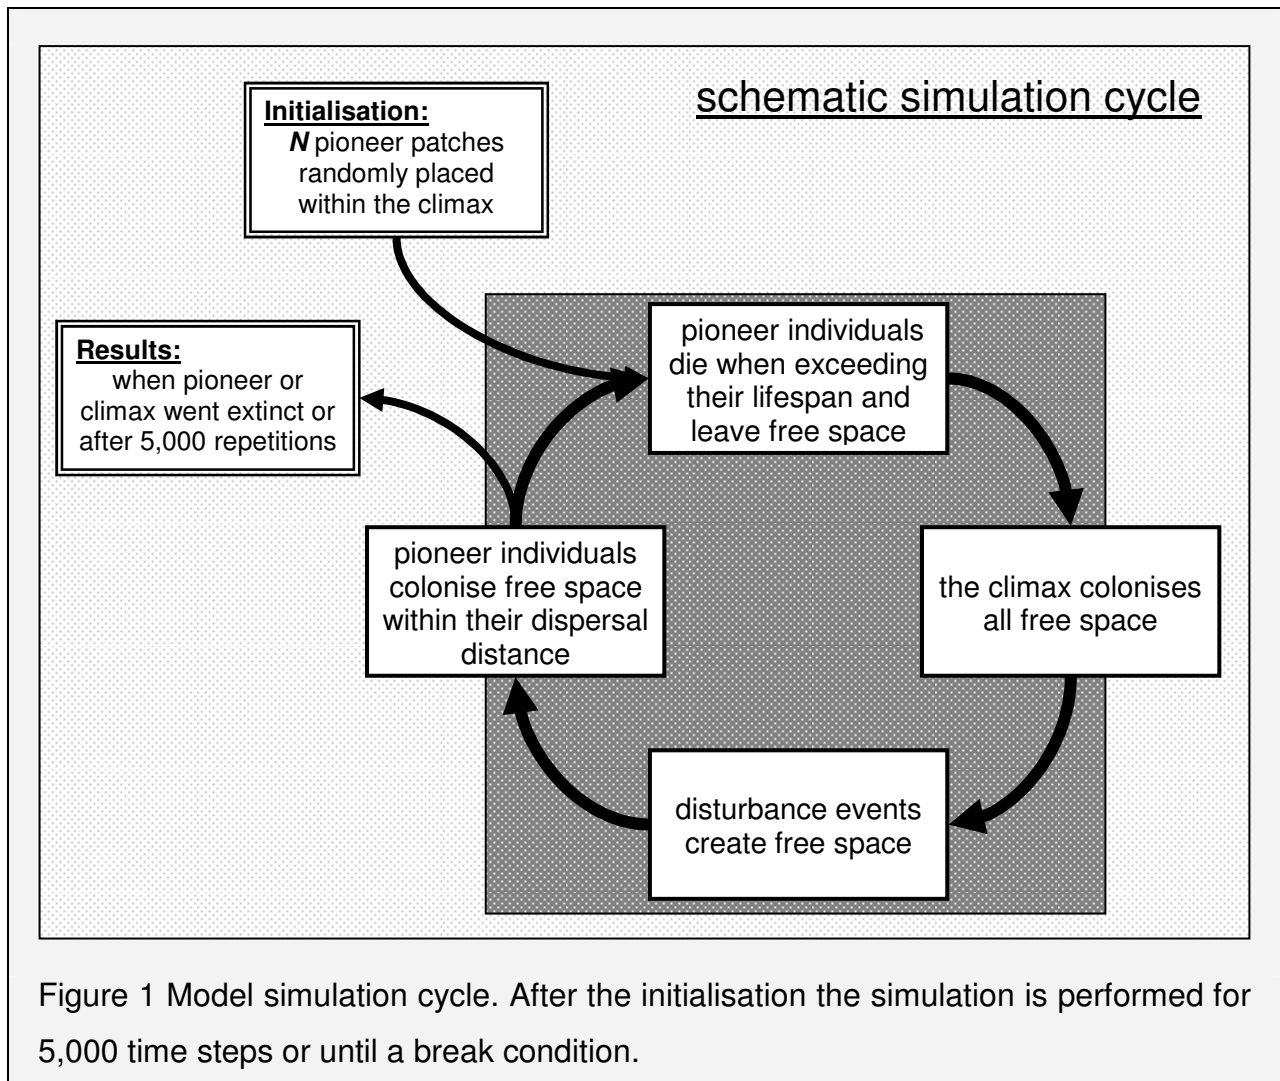 schematic simulation cycle
Initialisation:
N pioneer patches
randomly placed
within the climax
Results:
when pioneer or
climax went extinct or
after 5,000 repetitions
pioneer individuals
die when exceeding
their lifespan and
leave free space
the climax colonises
all free space
disturbance events
create free space
pioneer individuals
colonise free space
within their dispersal
distance
Figure 1 Model simulation cycle. After the initialisation the simulation is performed for
5,000 time steps or until a break condition.